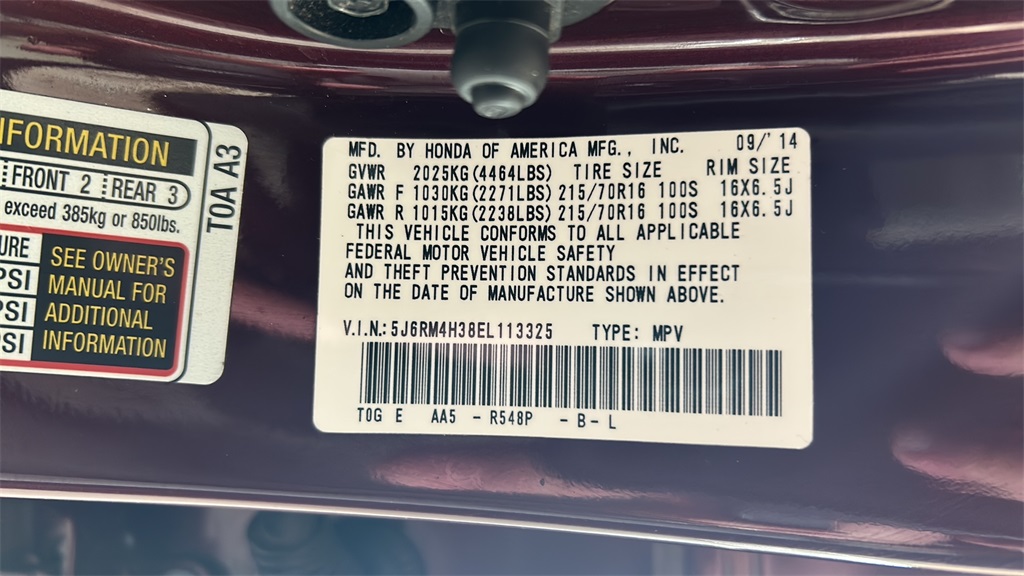 NFORMATION
FRONT 2 REAR 3
exceed 385kg or 850lbs.
URE
PSI
PSI
PSI
SEE OWNER'S
MANUAL FOR
ADDITIONAL
INFORMATION
T0A A3
MFD. BY HONDA OF AMERICA MFG., INC. 09/'14
GVWR 2025KG(4464LBS) TIRE SIZE RIM SIZE
GAWR F 1030KG(2271LBS) 215/70R16 100S 16X6.5J
GAWR R 1015KG(2238LBS) 215/70R16 100S 16X6.5J
THIS VEHICLE CONFORMS TO ALL APPLICABLE
FEDERAL MOTOR VEHICLE SAFETY
AND THEFT PREVENTION STANDARDS IN EFFECT
ON THE DATE OF MANUFACTURE SHOWN ABOVE.
V.I.N.:5J6RM4H38EL113325 TYPE: MPV
T0G E AA5 - R548P - B - L